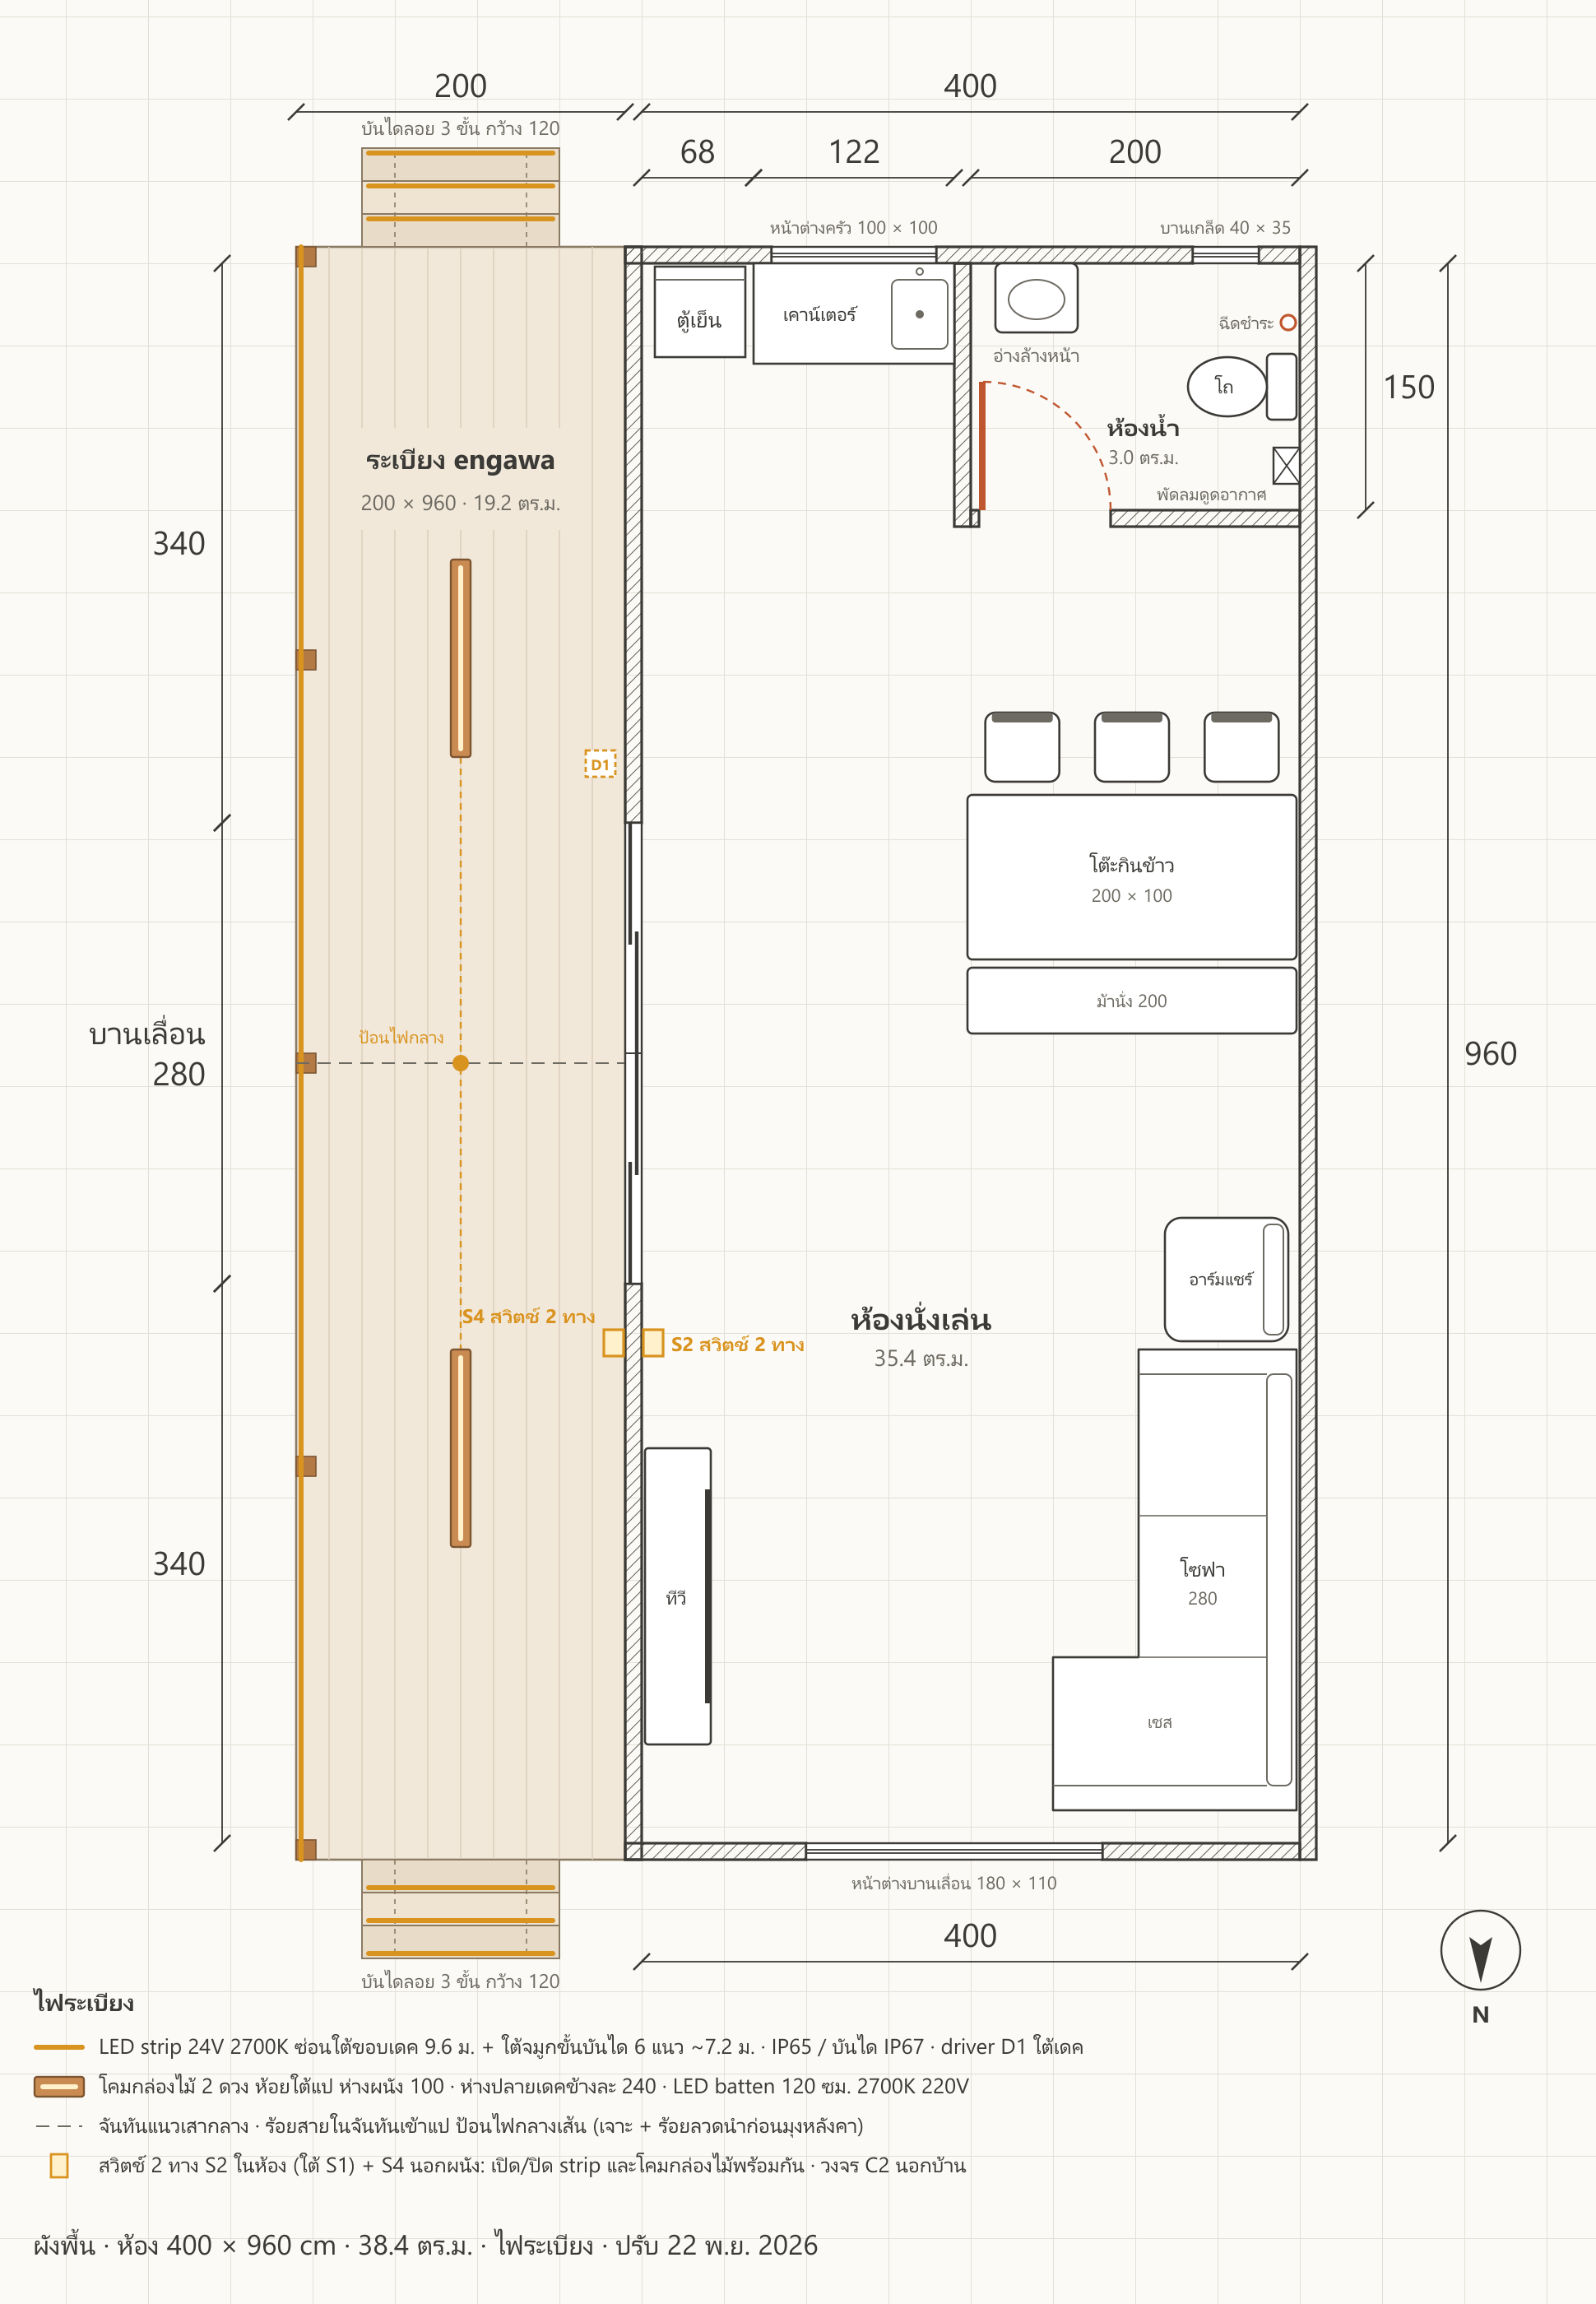 200
400
บันไดลอย 3 ขั้น กว้าง 120
68
122
200
หน้าต่างครัว 100 × 100
บานเกล็ด 40 × 35
ตู้เย็น
เคาน์เตอร์
ฉีดชำระ
อ่างล้างหน้า
โถ
150
ห้องน้ำ
3.0 ตร.ม.
พัดลมดูดอากาศ
ระเบียง engawa
200 × 960 · 19.2 ตร.ม.
340
D1
โต๊ะกินข้าว
200 × 100
ม้านั่ง 200
บานเลื่อน
280
ป้อนไฟกลาง
960
อาร์มแชร์
S4 สวิตช์ 2 ทาง
S2 สวิตช์ 2 ทาง
ห้องนั่งเล่น
35.4 ตร.ม.
340
ทีวี
โซฟา
280
เชส
หน้าต่างบานเลื่อน 180 × 110
400
บันไดลอย 3 ขั้น กว้าง 120
N
ไฟระเบียง
LED strip 24V 2700K ซ่อนใต้ขอบเดค 9.6 ม. + ใต้จมูกขั้นบันได 6 แนว ~7.2 ม. · IP65 / บันได IP67 · driver D1 ใต้เดค
โคมกล่องไม้ 2 ดวง ห้อยใต้แป ห่างผนัง 100 · ห่างปลายเดคข้างละ 240 · LED batten 120 ซม. 2700K 220V
จันทันแนวเสากลาง · ร้อยสายในจันทันเข้าแป ป้อนไฟกลางเส้น (เจาะ + ร้อยลวดนำก่อนมุงหลังคา)
สวิตช์ 2 ทาง S2 ในห้อง (ใต้ S1) + S4 นอกผนัง: เปิด/ปิด strip และโคมกล่องไม้พร้อมกัน · วงจร C2 นอกบ้าน
ผังพื้น · ห้อง 400 × 960 cm · 38.4 ตร.ม. · ไฟระเบียง · ปรับ 22 พ.ย. 2026